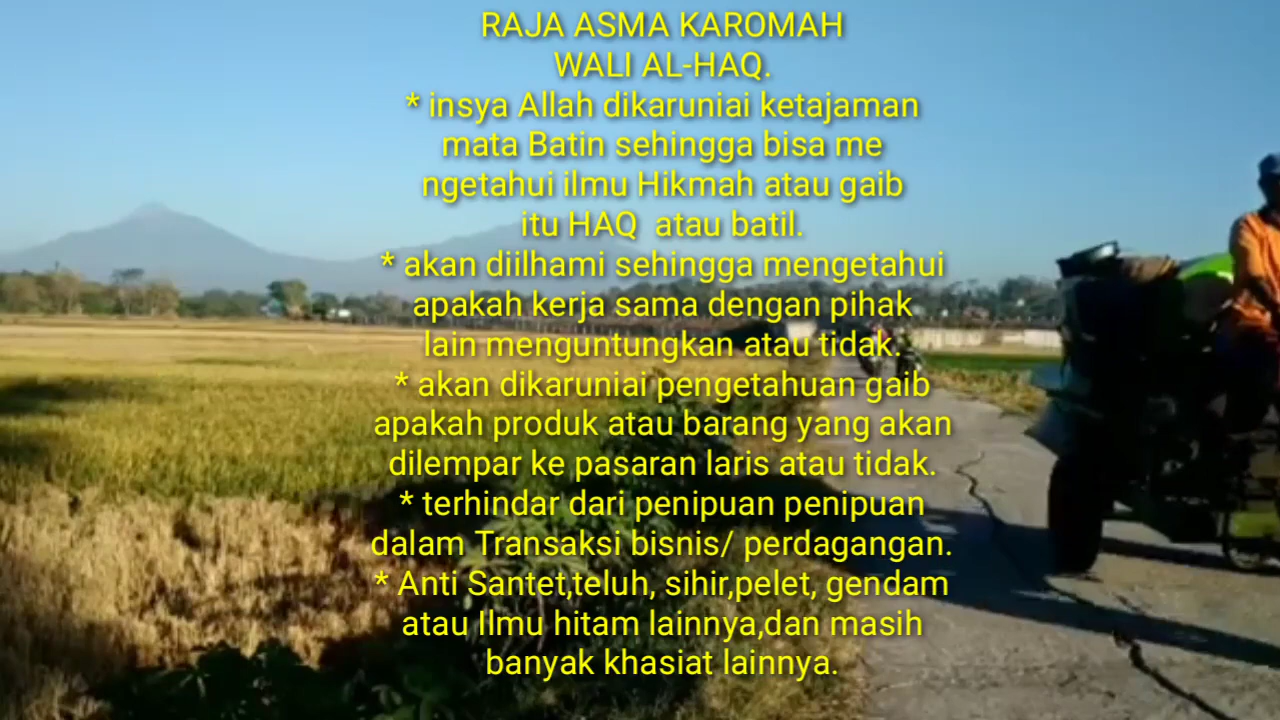 RAJA ASMA KAROMAH
WALI AL-HAQ.
* insya Allah dikaruniai ketajaman
mata Batin sehingga bisa me
ngetahui ilmu Hikmah atau gaib
itu HAQ  atau batil.
* akan diilhami sehingga mengetahui
apakah kerja sama dengan pihak
lain menguntungkan atau tidak.
* akan dikaruniai pengetahuan gaib
apakah produk atau barang yang akan
dilempar ke pasaran laris atau tidak.
* terhindar dari penipuan penipuan
dalam Transaksi bisnis/ perdagangan.
* Anti Santet,teluh, sihir,pelet, gendam
atau Ilmu hitam lainnya,dan masih
banyak khasiat lainnya.